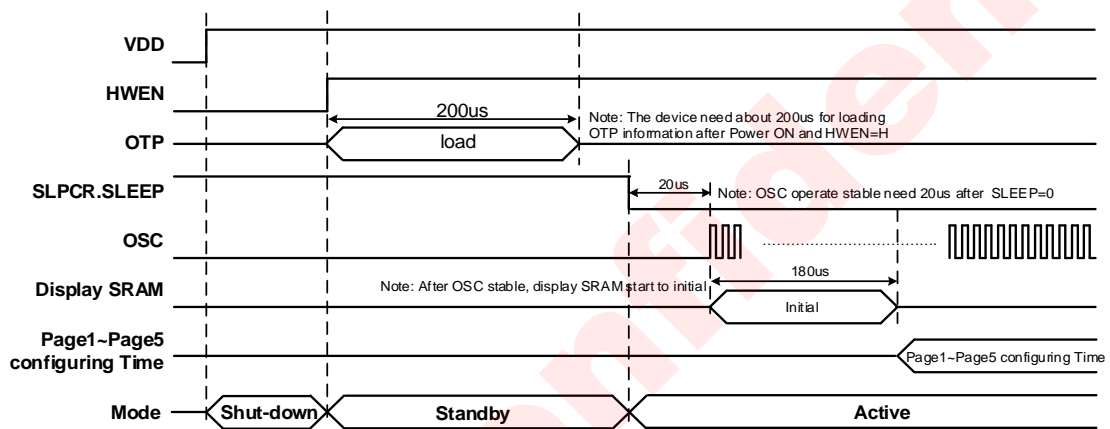 VDD
HWEN
200us
Note: The device need about 200us for loading
OTP information after Power ON and HWEN=H
OTP
load
SLPCR.SLEEP
20us
Note: OSC operate stable need 20us after SLEEP=0
OSC
180us
Display SRAM
Note: After OSC stable, display SRAM start to initial
Initial
Page1~Page5
configuring Time
Page1~Page5 configuring Time
Mode
Shut-down
Standby
Active